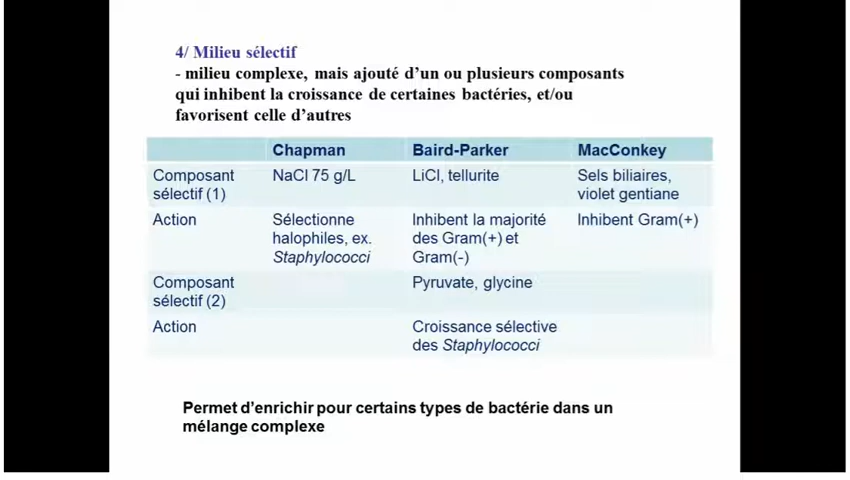 4/ Milieu sélectif
- milieu complexe, mais ajouté d'un ou plusieurs composants
qui inhibent la croissance de certaines bactéries, et/ou
favorisent celle d'autres
Chapman Baird-Parker MacConkey
Composant sélectif (1) NaCl 75 g/L LiCl, tellurite Sels biliaires, violet gentiane
Action Sélectionne halophiles, ex. Staphylococci Inhibent la majorité des Gram(+) et Gram(-) Inhibent Gram(+)
Composant sélectif (2) Pyruvate, glycine
Action Croissance sélective des Staphylococci
Permet d'enrichir pour certains types de bactérie dans un
mélange complexe